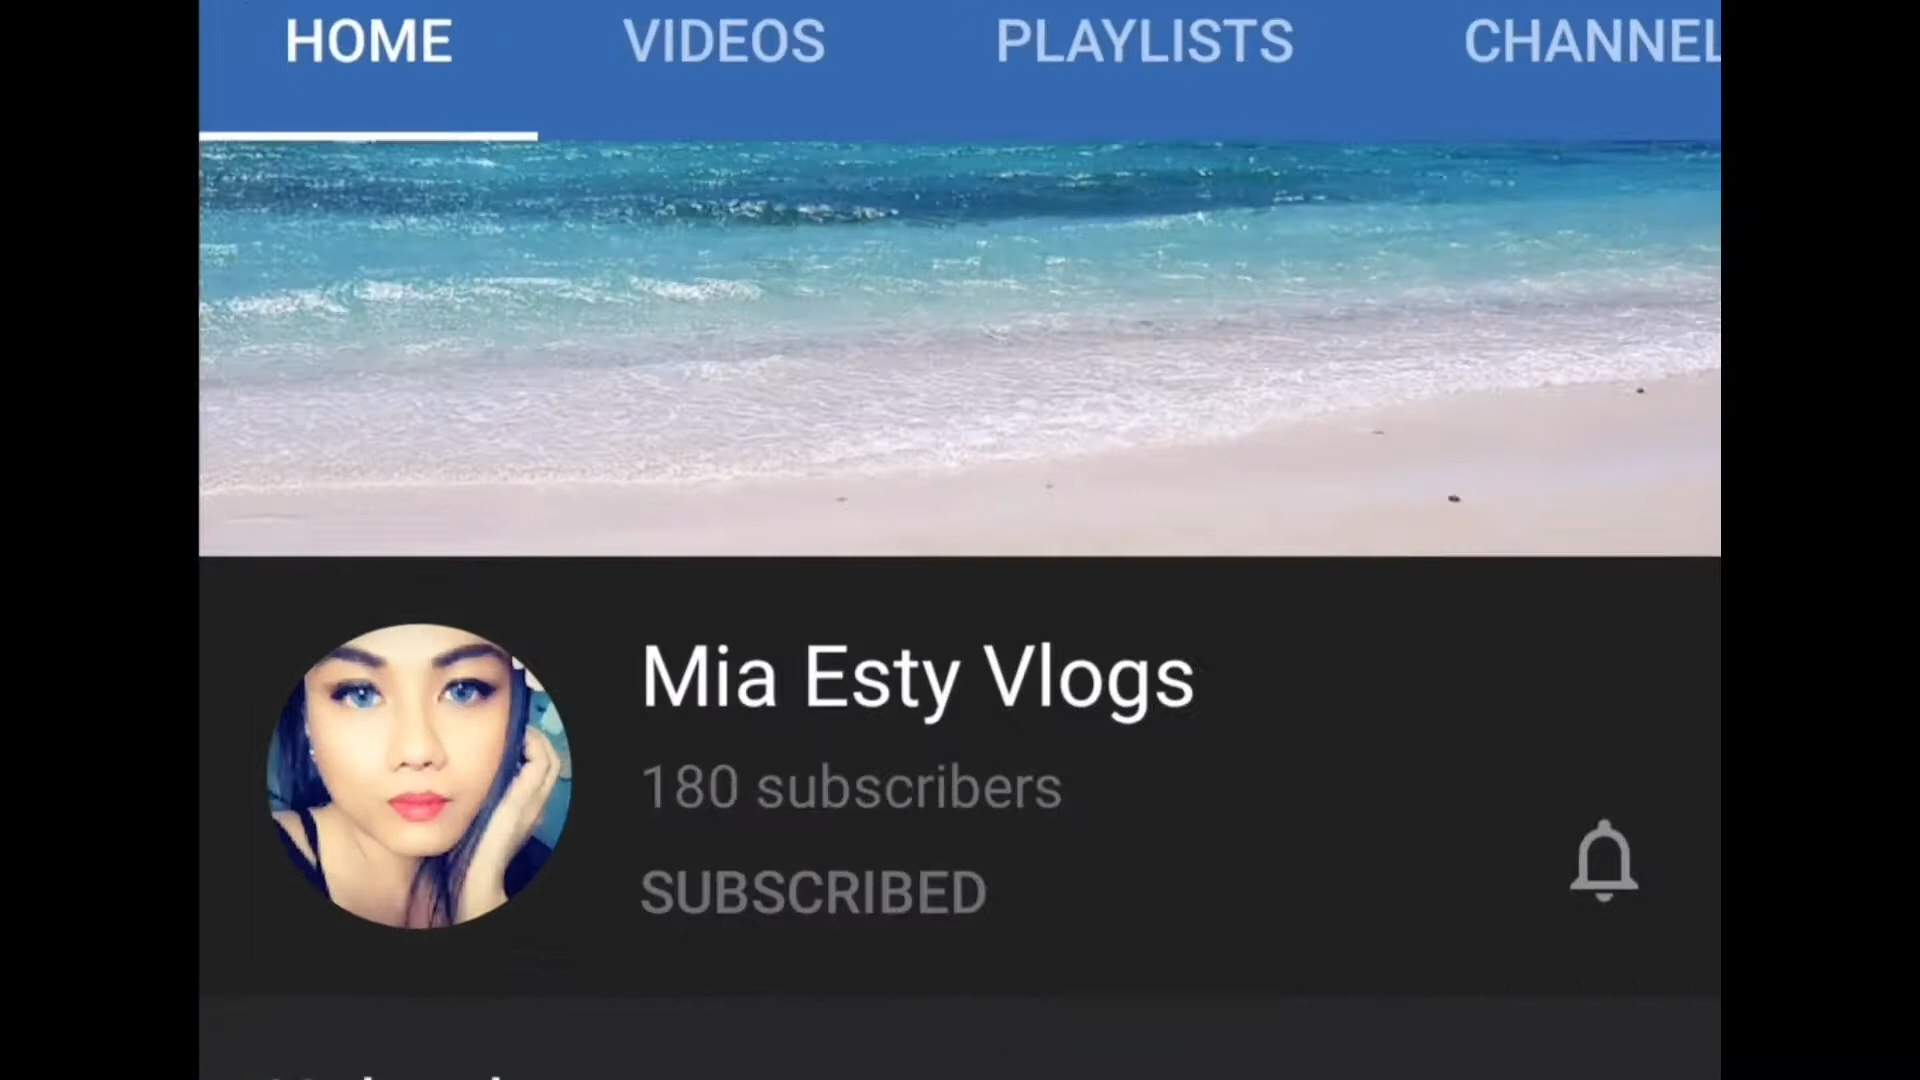 HOME VIDEOS PLAYLISTS CHANNEL
Mia Esty Vlogs
180 subscribers
SUBSCRIBED